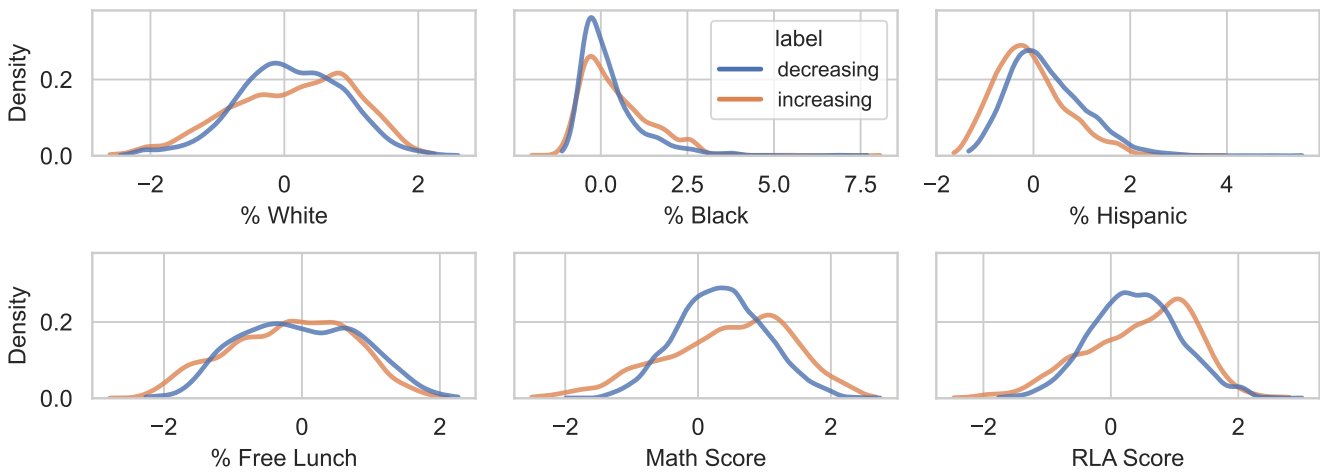 Density
0.2
0.0
−2
0
2
% White
label
decreasing
increasing
0.0
2.5
5.0
7.5
% Black
−2
0
2
4
% Hispanic
Density
0.2
0.0
−2
0
2
% Free Lunch
−2
0
2
Math Score
−2
0
2
RLA Score